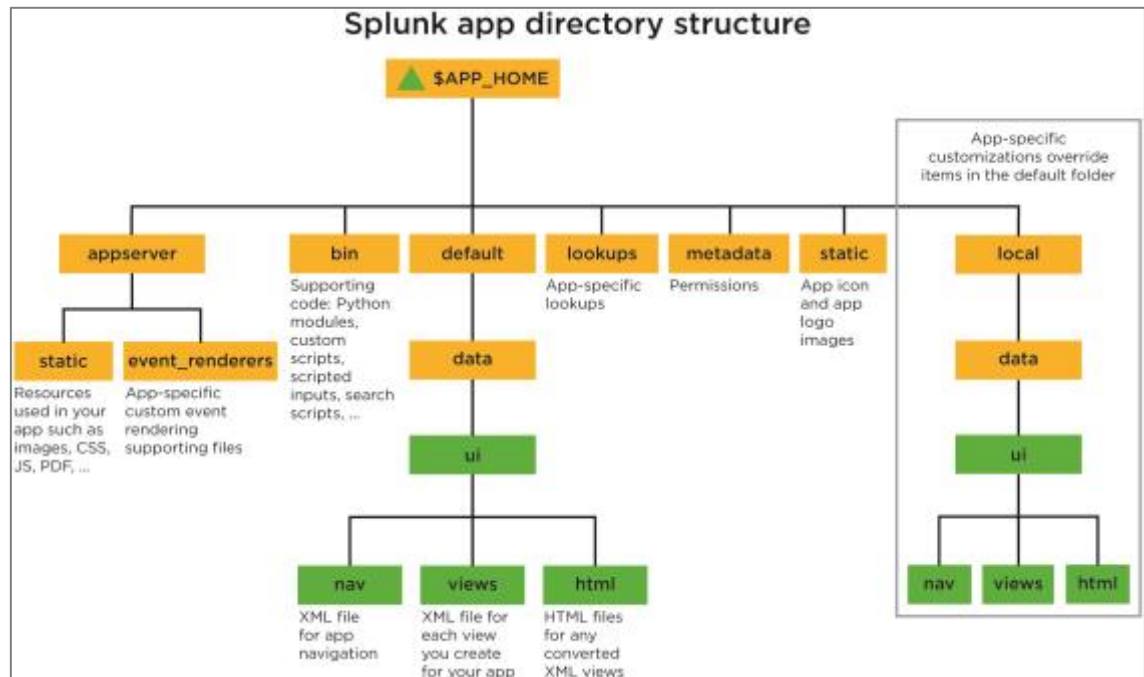 Splunk app directory structure
$APP_HOME
App-specific
customizations override
items in the default folder
appserver
bin
default
lookups
metadata
static
local
Supporting
code: Python
modules,
custom
scripts,
scripted
inputs, search
scripts, ...
App-specific
lookups
Permissions
App icon
and app
logo
images
static
event_renderers
data
data
Resources
used in your
app such as
images, CSS,
JS, PDF, ...
App-specific
custom event
rendering
supporting files
ui
ui
nav
views
html
nav
views
html
XML file
for app
navigation
XML file for
each view
you create
for your app
HTML files
for any
converted
XML views